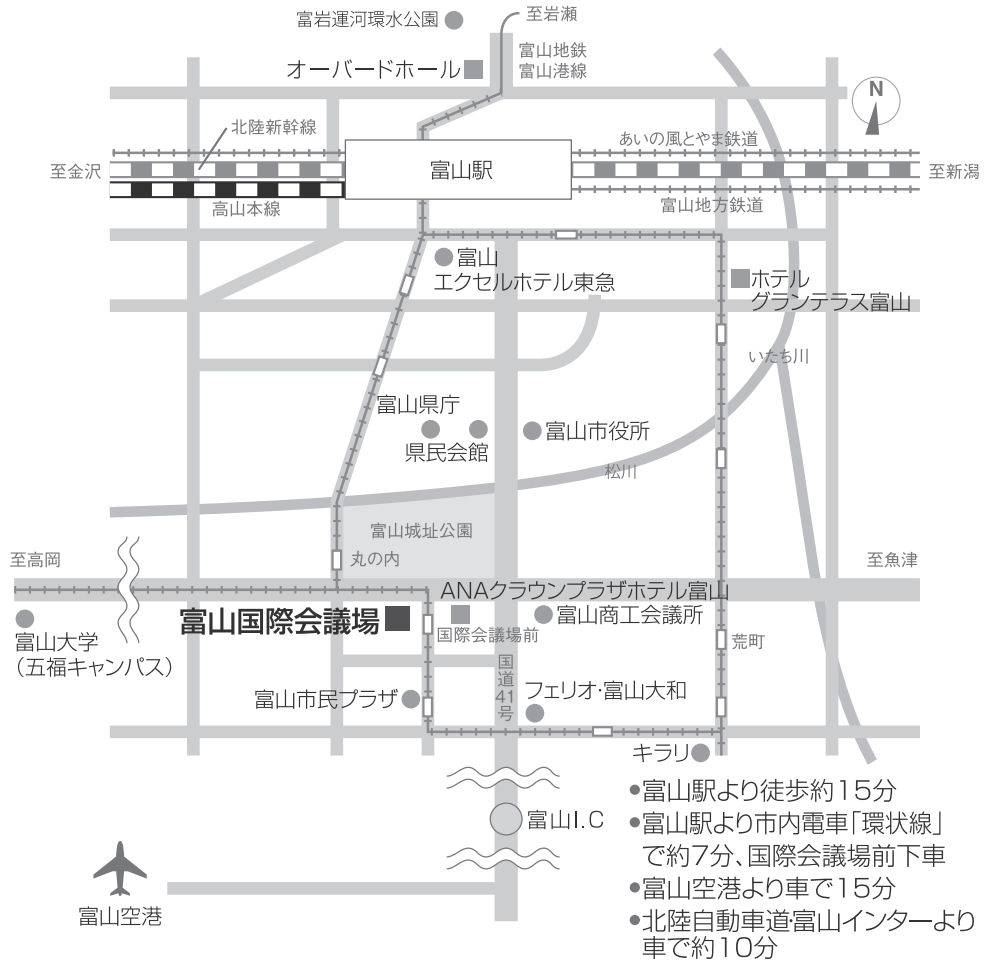 富岩運河環水公園
至岩瀬
富山地鉄
富山港線
オーバードホール
N
北陸新幹線
あいの風とやま鉄道
至金沢
富山駅
至新潟
高山本線
富山地方鉄道
富山
エクセルホテル東急
ホテル
グランテラス富山
いたち川
富山県庁
富山市役所
県民会館
松川
富山城址公園
至高岡
丸の内
至魚津
ANAクラウンプラザホテル富山
富山国際会議場
富山商工会議所
国際会議場前
荒町
富山大学
(五福キャンパス)
国道41号
フェリオ・富山大和
富山市民プラザ
キラリ
富山I.C
富山空港
•富山駅より徒歩約15分
•富山駅より市内電車「環状線」
で約7分、国際会議場前下車
•富山空港より車で15分
•北陸自動車道・富山インターより
車で約10分